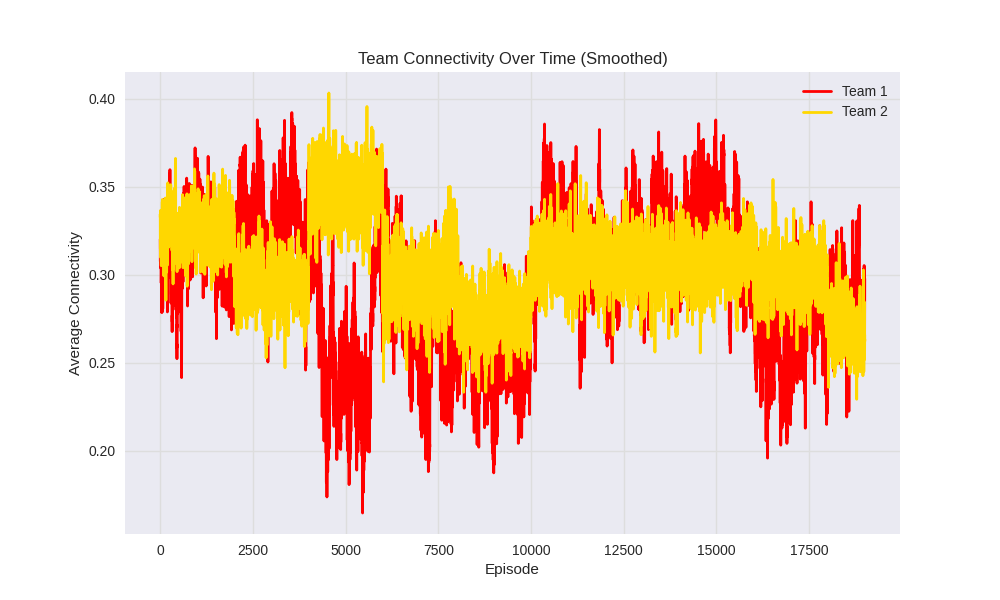 Team Connectivity Over Time (Smoothed)
Team 1
Team 2
Average Connectivity
0.40
0.35
0.30
0.25
0.20
0
2500
5000
7500
10000
12500
15000
17500
Episode